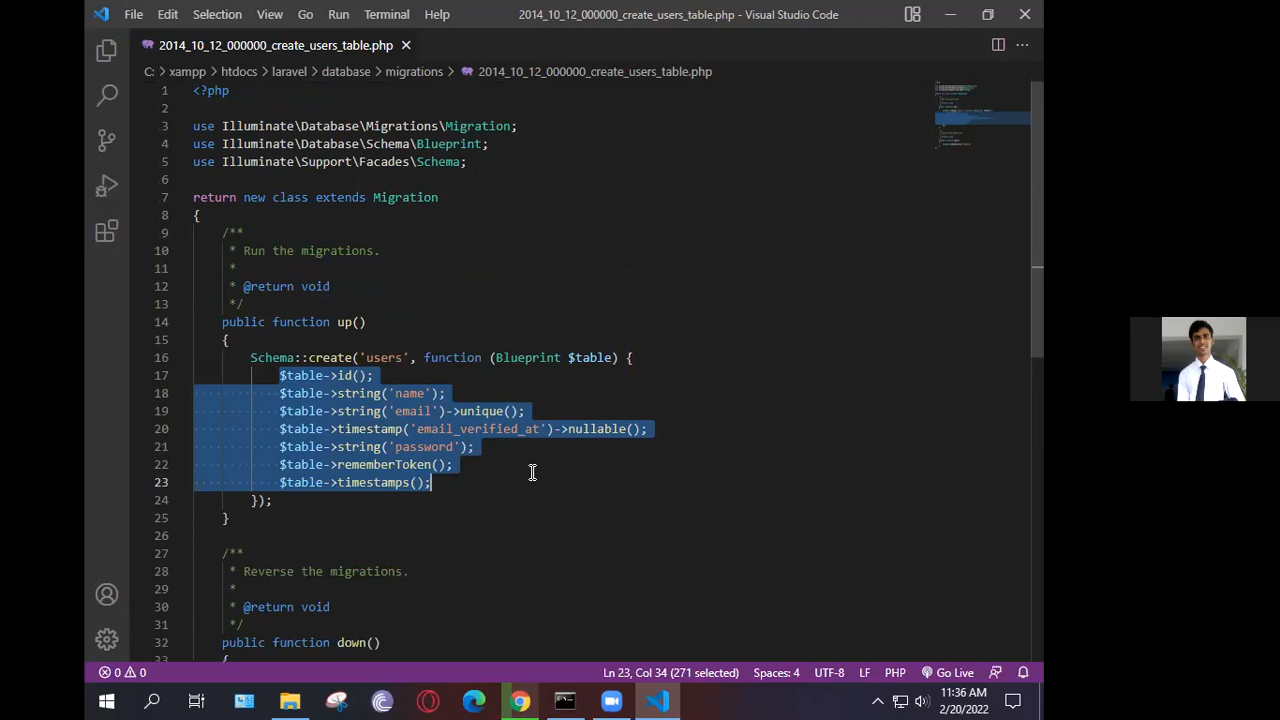 File Edit Selection View Go Run Terminal Help 2014_10_12_000000_create_users_table.php - Visual Studio Code
2014_10_12_000000_create_users_table.php
C: > xampp > htdocs > laravel > database > migrations > 2014_10_12_000000_create_users_table.php
1 <?php
2
3 use Illuminate\Database\Migrations\Migration;
4 use Illuminate\Database\Schema\Blueprint;
5 use Illuminate\Support\Facades\Schema;
6
7 return new class extends Migration
8 {
9 /**
10 * Run the migrations.
11 *
12 * @return void
13 */
14 public function up()
15 {
16 Schema::create('users', function (Blueprint $table) {
17 $table->id();
18 $table->string('name');
19 $table->string('email')->unique();
20 $table->timestamp('email_verified_at')->nullable();
21 $table->string('password');
22 $table->rememberToken();
23 $table->timestamps();
24 });
25 }
26
27 /**
28 * Reverse the migrations.
29 *
30 * @return void
31 */
32 public function down()
33 {
0 0 Ln 23, Col 34 (271 selected) Spaces: 4 UTF-8 LF PHP Go Live
11:36 AM
2/20/2022